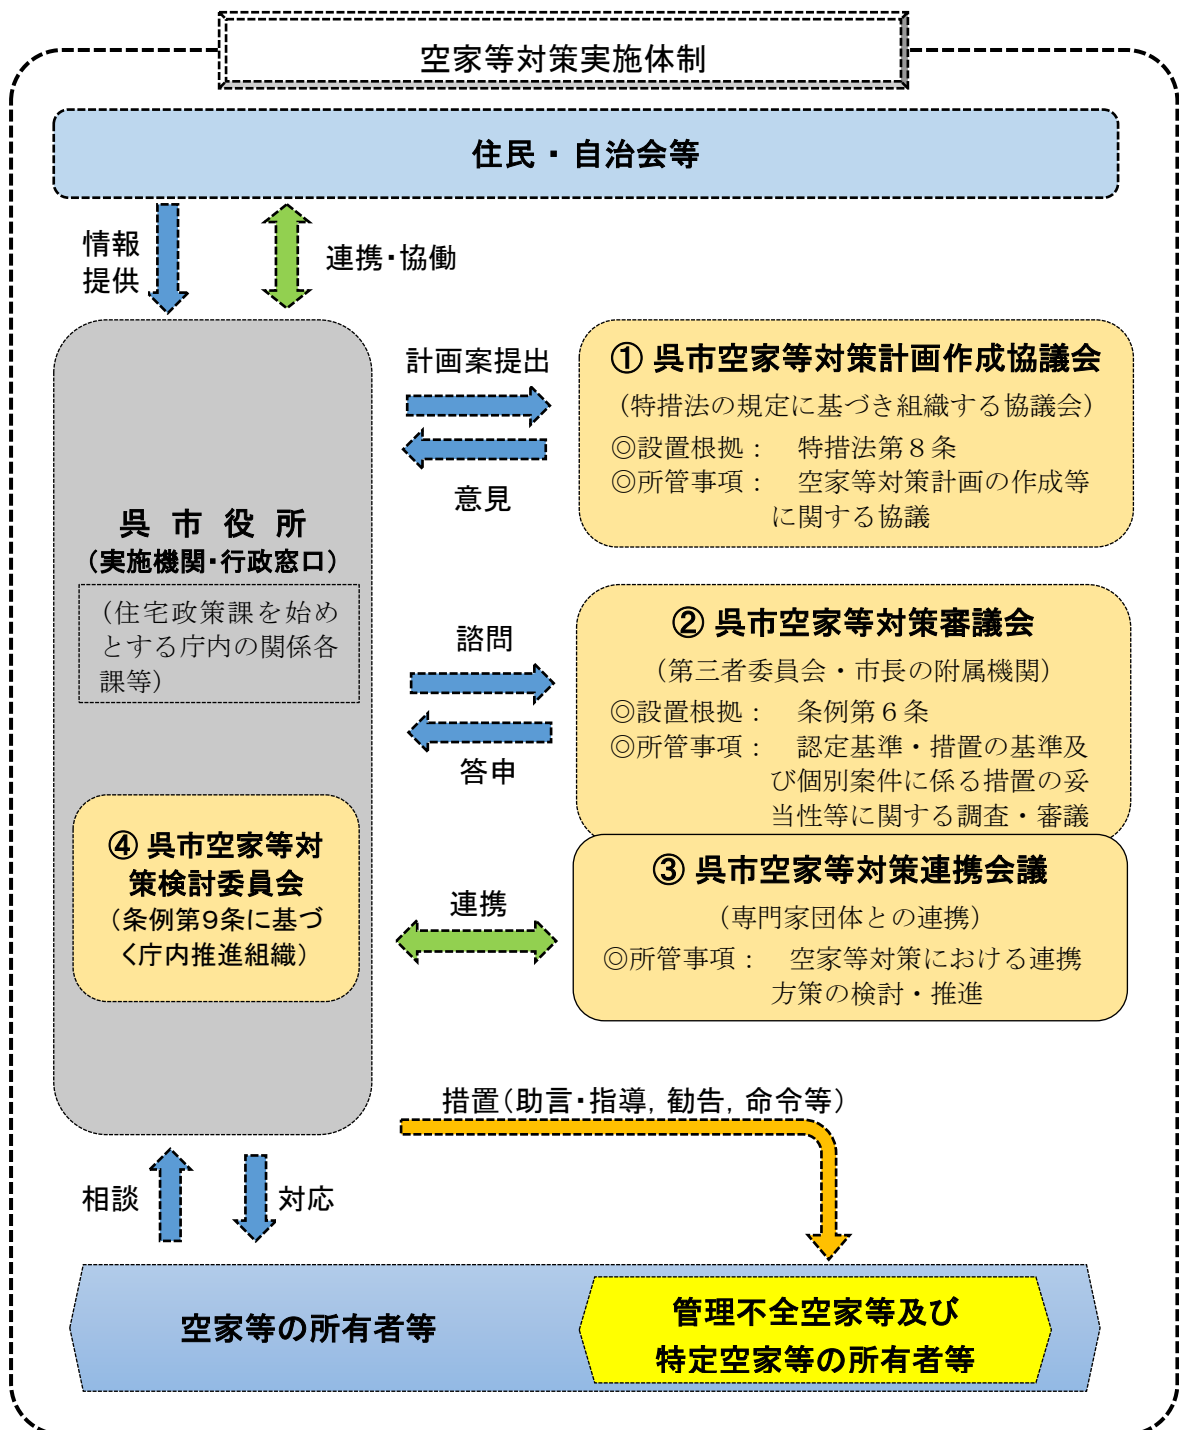 空家等対策実施体制
住民・自治会等
情報
提供
連携・協働
計画案提出
意見
① 呉市空家等対策計画作成協議会
（特措法の規定に基づき組織する協議会）
◎設置根拠： 特措法第８条
◎所管事項： 空家等対策計画の作成等
に関する協議
呉 市 役 所
（実施機関・行政窓口）
（住宅政策課を始め
とする庁内の関係各
課等）
諮問
答申
② 呉市空家等対策審議会
（第三者委員会・市長の附属機関）
◎設置根拠： 条例第６条
◎所管事項： 認定基準・措置の基準及
び個別案件に係る措置の妥
当性等に関する調査・審議
④ 呉市空家等対
策検討委員会
（条例第９条に基づ
く庁内推進組織）
連携
③ 呉市空家等対策連携会議
（専門家団体との連携）
◎所管事項： 空家等対策における連携
方策の検討・推進
措置（助言・指導，勧告，命令等）
相談
対応
空家等の所有者等
管理不全空家等及び
特定空家等の所有者等